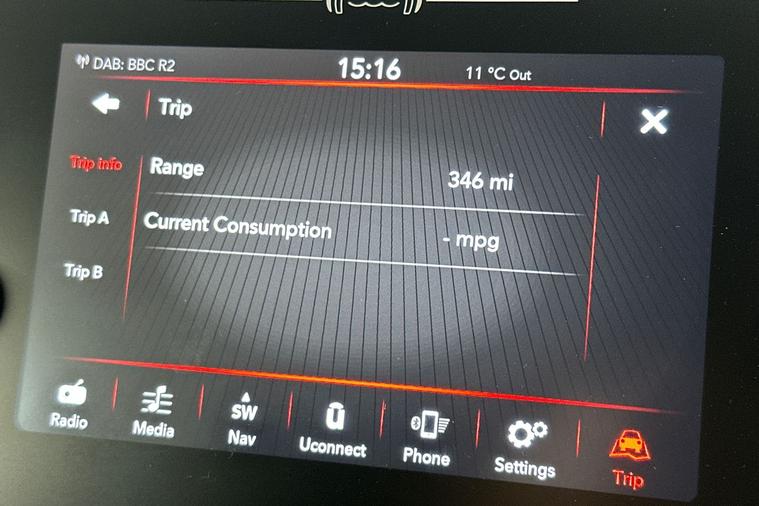 DAB: BBC R2
15:16
11 °C Out
Trip
Trip info
Range
346 mi
Trip A
Current Consumption
- mpg
Trip B
Radio
Media
SW
Nav
Uconnect
Phone
Settings
Trip